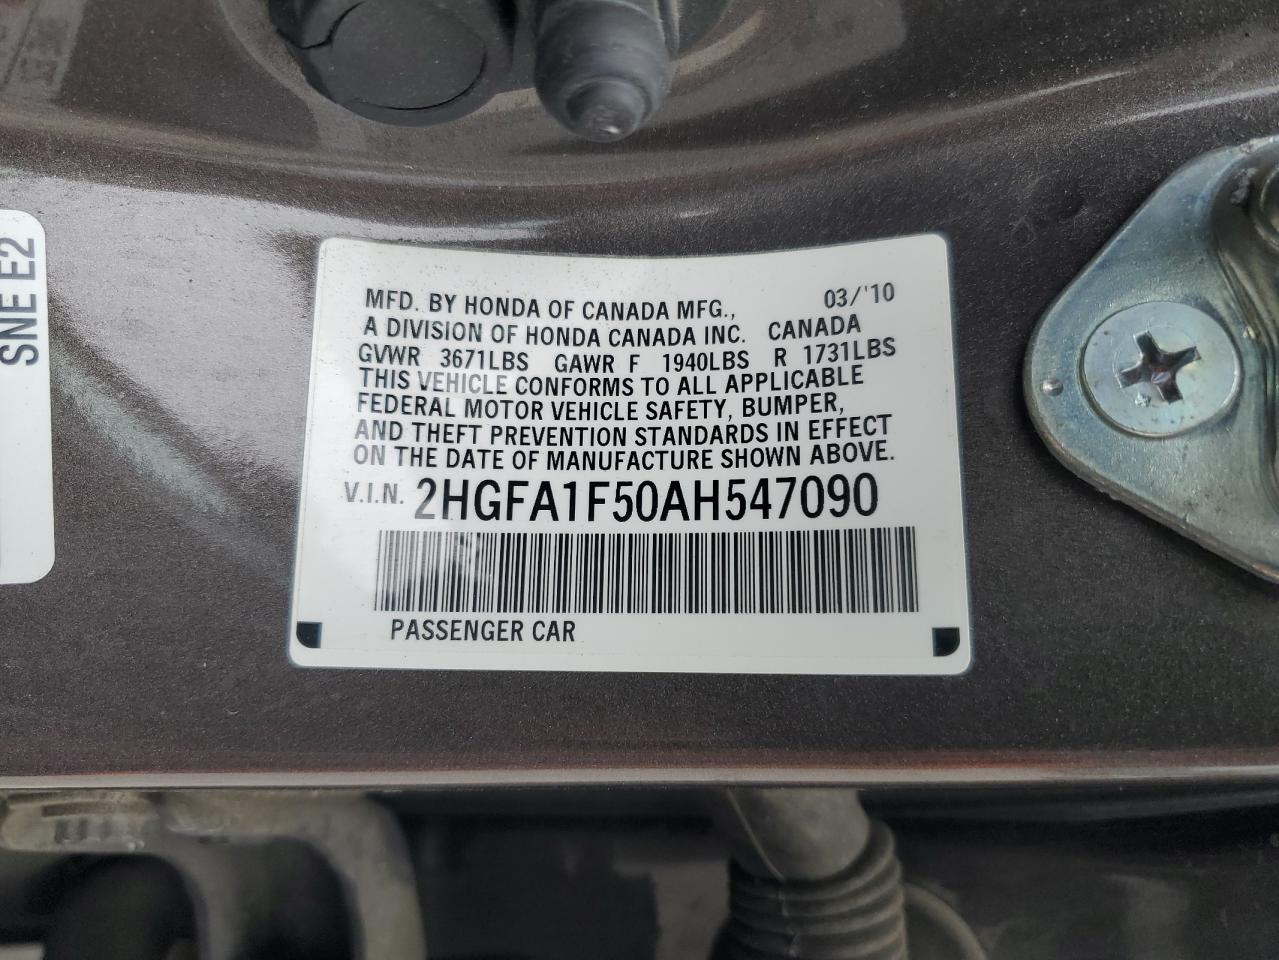 SNE E2
MFD. BY HONDA OF CANADA MFG., 03/'10
A DIVISION OF HONDA CANADA INC. CANADA
GVWR 3671LBS GAWR F 1940LBS R 1731LBS
THIS VEHICLE CONFORMS TO ALL APPLICABLE
FEDERAL MOTOR VEHICLE SAFETY, BUMPER,
AND THEFT PREVENTION STANDARDS IN EFFECT
ON THE DATE OF MANUFACTURE SHOWN ABOVE.
V.I.N. 2HGFA1F50AH547090
PASSENGER CAR